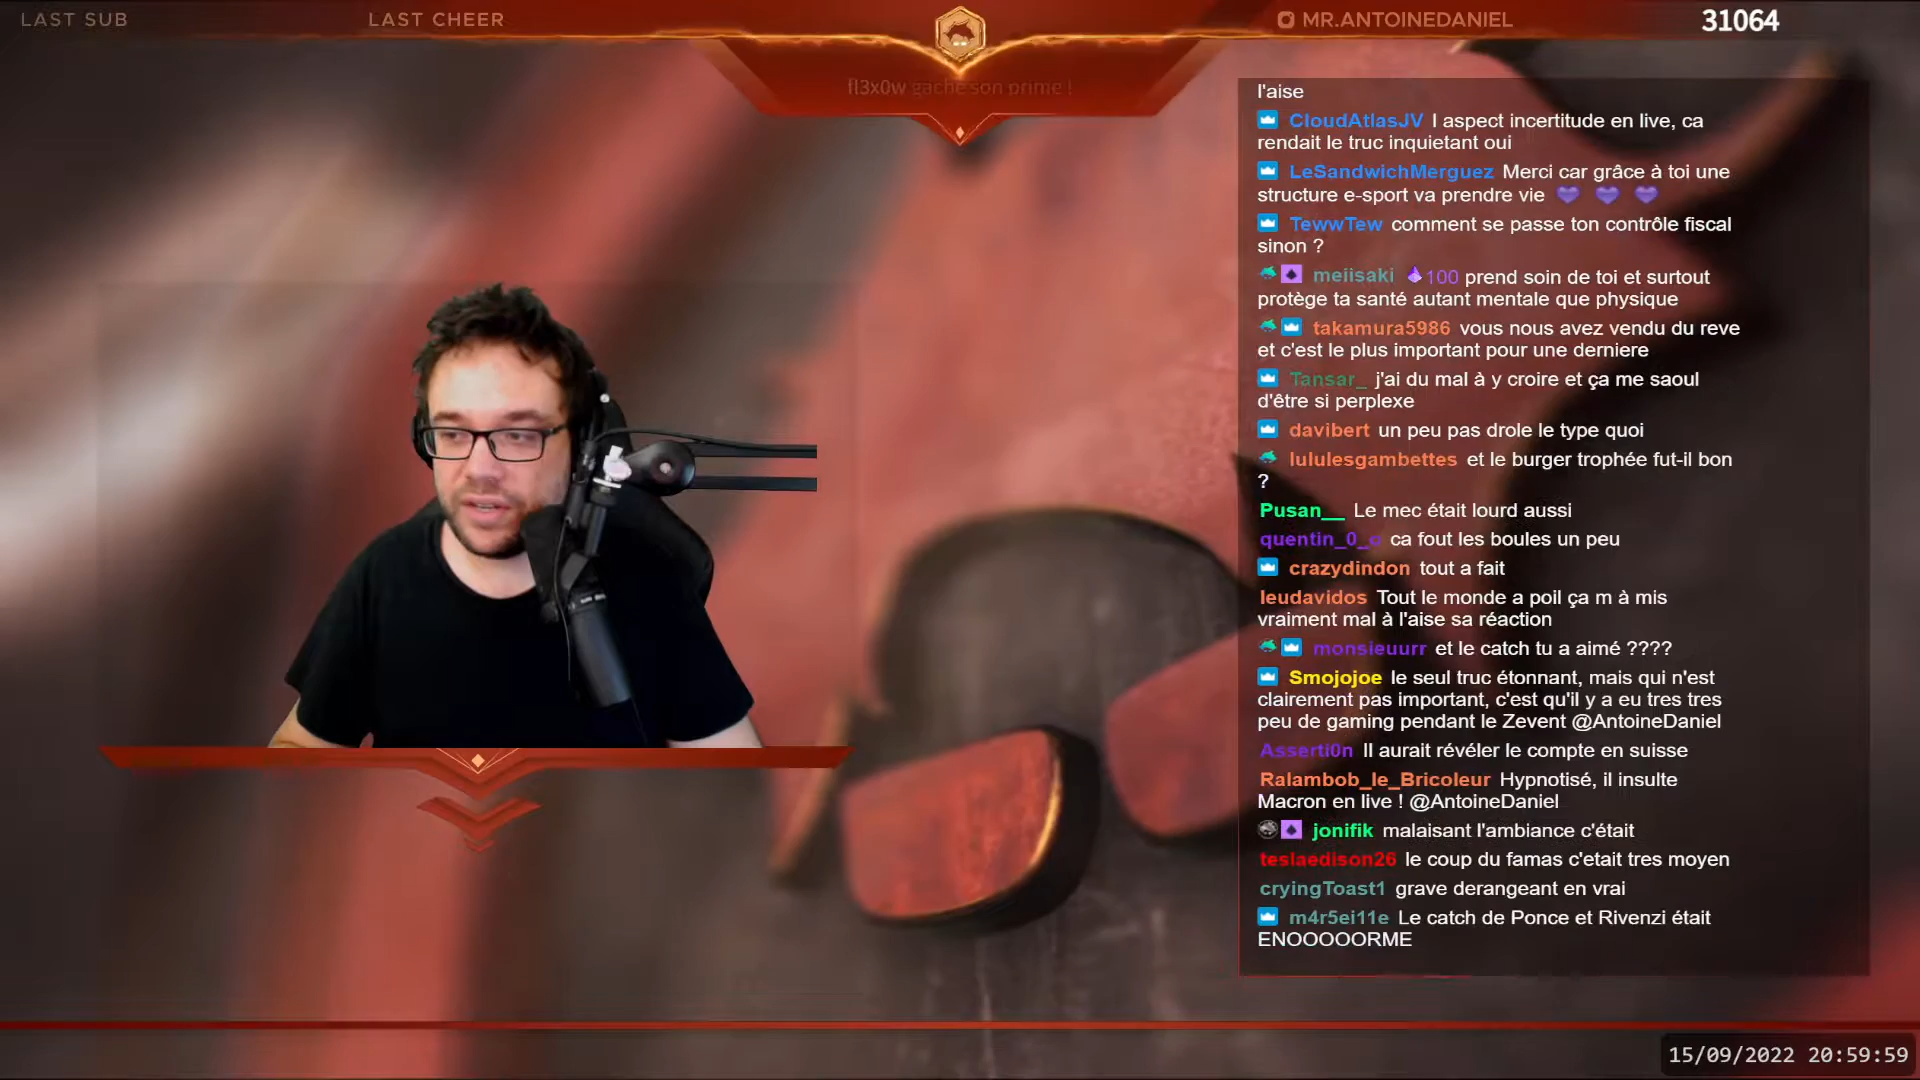 LAST SUB
LAST CHEER
MR.ANTOINEDANIEL
31064
fl3x0w gache son prime !
l'aise
CloudAtlasJV l aspect incertitude en live, ca
rendait le truc inquietant oui
LeSandwichMerguez Merci car grâce à toi une
structure e-sport va prendre vie
TewwTew comment se passe ton contrôle fiscal
sinon ?
meiisaki 100 prend soin de toi et surtout
protège ta santé autant mentale que physique
takamura5986 vous nous avez vendu du reve
et c'est le plus important pour une derniere
Tansar_ j'ai du mal à y croire et ça me saoul
d'être si perplexe
davibert un peu pas drole le type quoi
lululesgambettes et le burger trophée fut-il bon
?
Pusan__ Le mec était lourd aussi
quentin_0_o ca fout les boules un peu
crazydindon tout a fait
leudavidos Tout le monde a poil ça m à mis
vraiment mal à l'aise sa réaction
monsieuurr et le catch tu a aimé ????
Smojojoe le seul truc étonnant, mais qui n'est
clairement pas important, c'est qu'il y a eu tres tres
peu de gaming pendant le Zevent @AntoineDaniel
Asserti0n Il aurait révéler le compte en suisse
Ralambob_le_Bricoleur Hypnotisé, il insulte
Macron en live ! @AntoineDaniel
jonifik malaisant l'ambiance c'était
teslaedison26 le coup du famas c'etait tres moyen
cryingToast1 grave derangeant en vrai
m4r5ei11e Le catch de Ponce et Rivenzi était
ENOOOOORME
15/09/2022 20:59:59